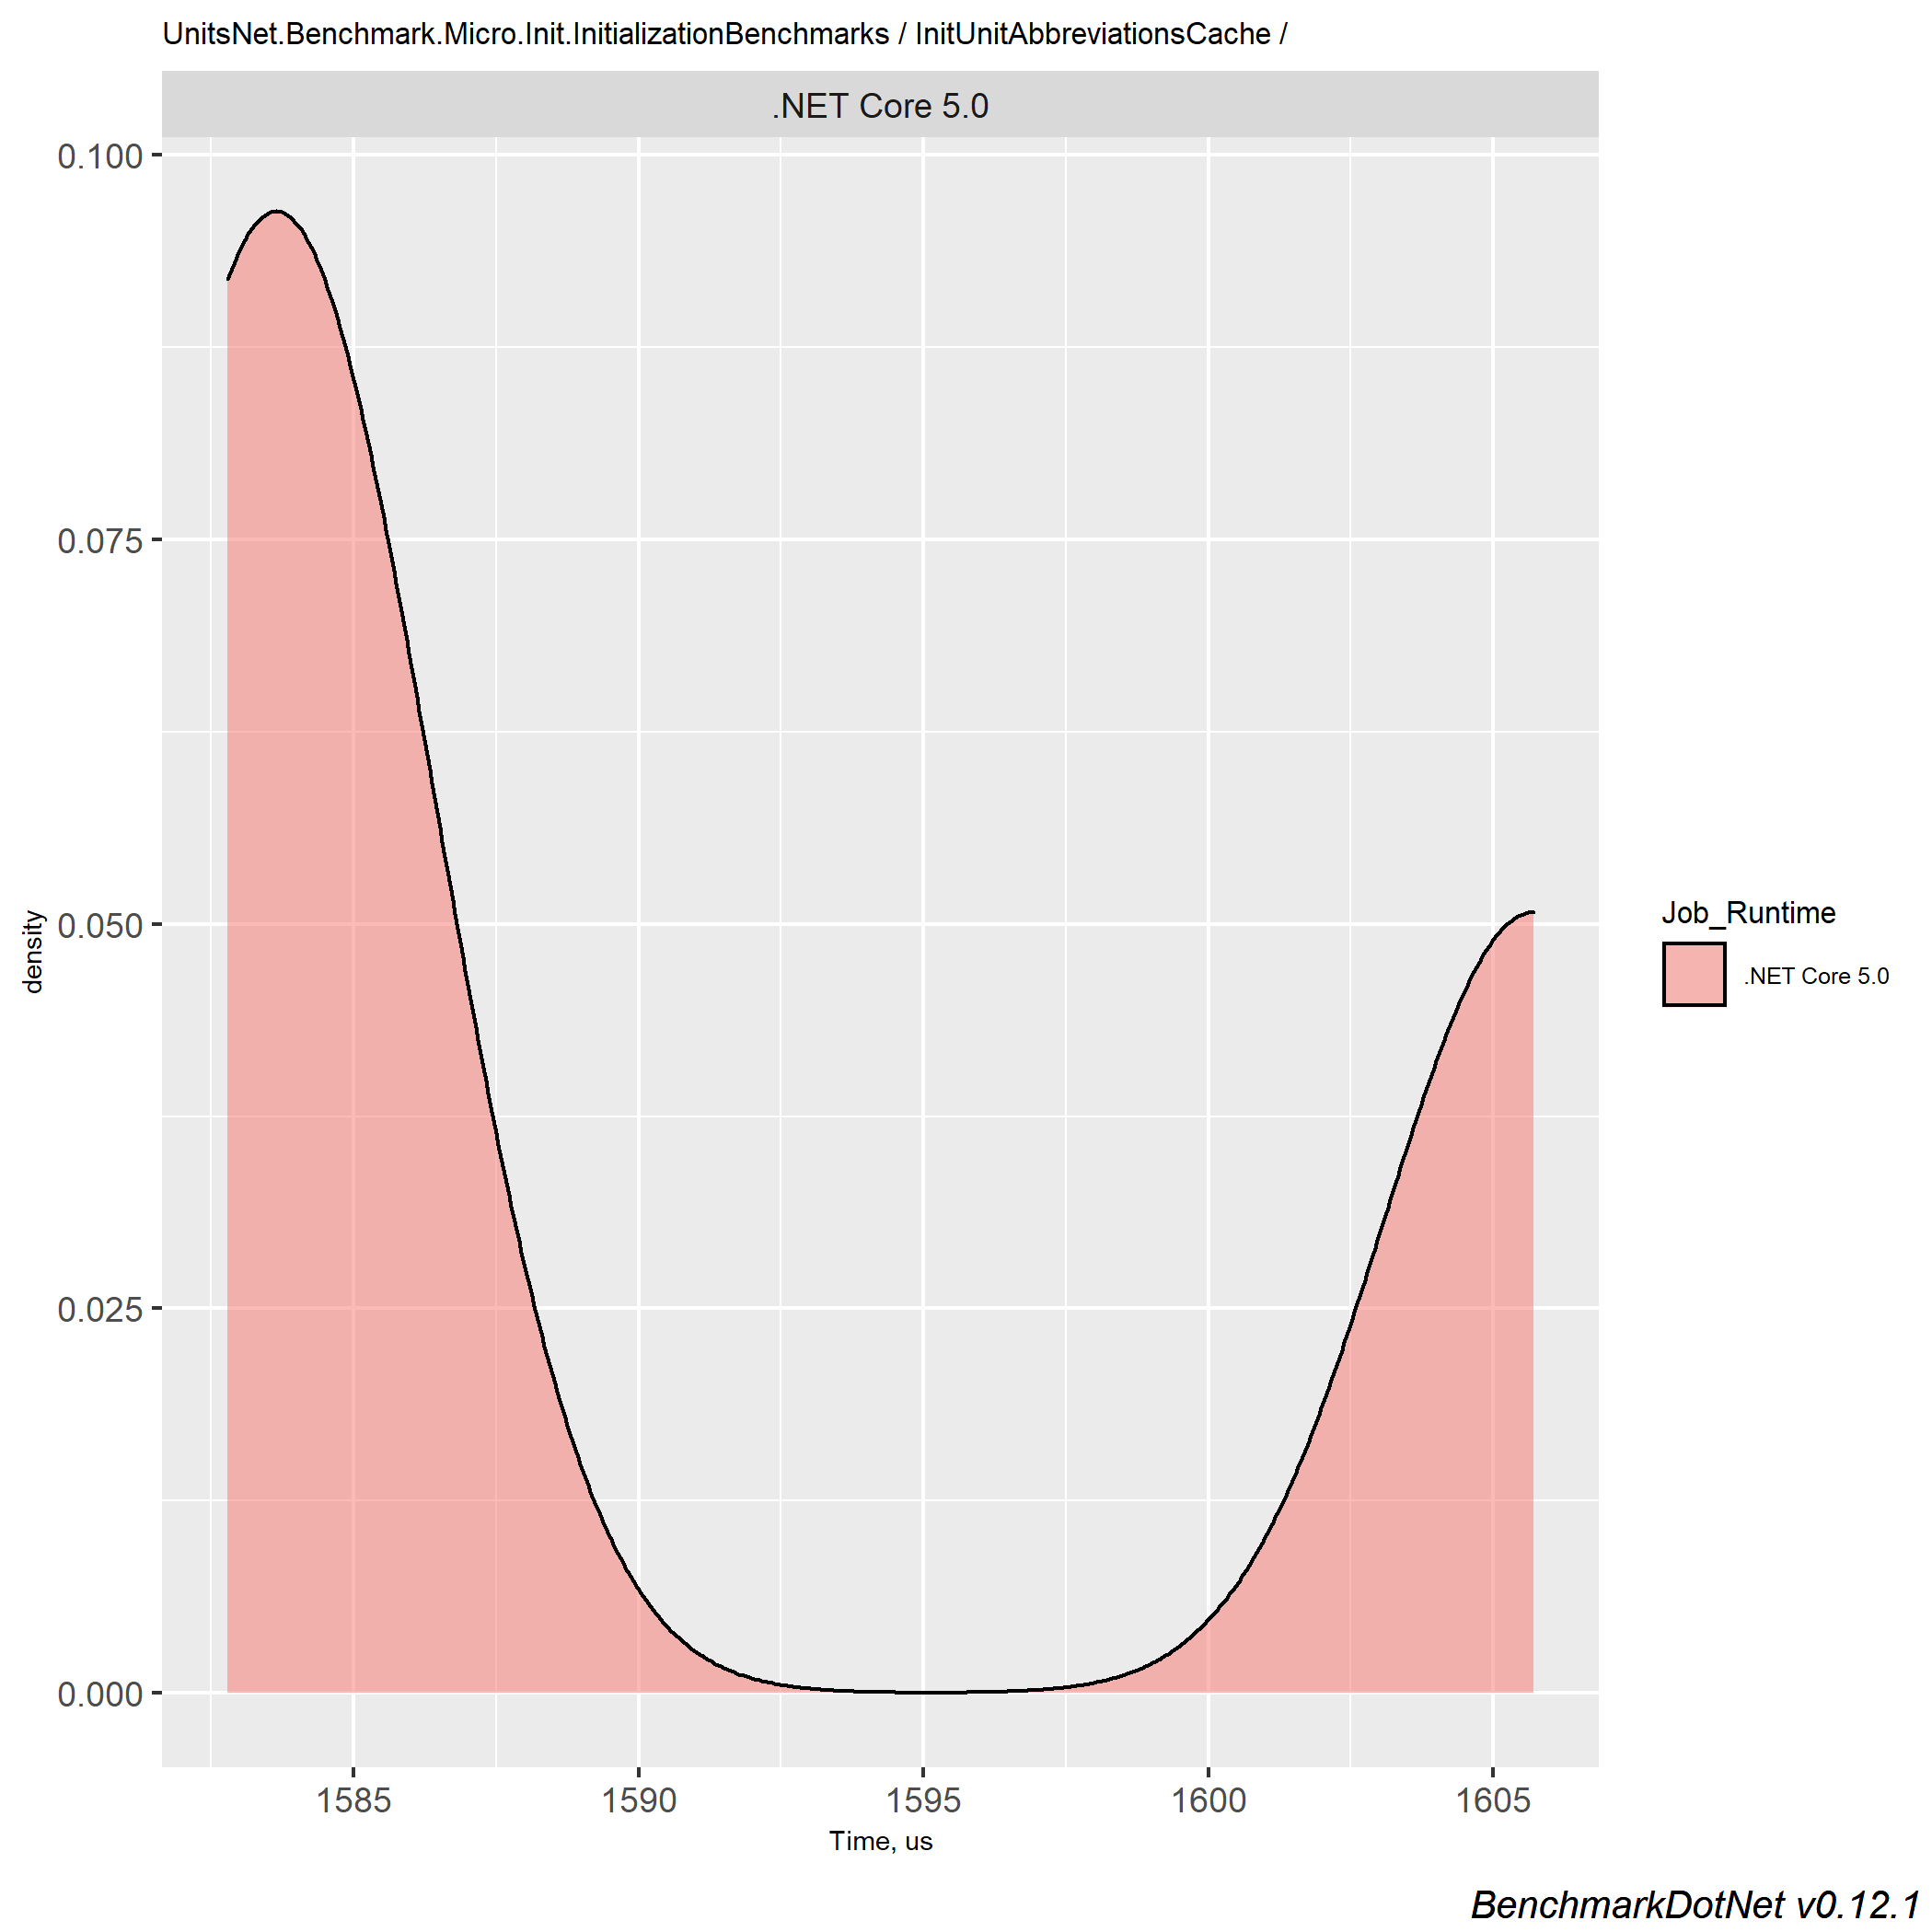 UnitsNet.Benchmark.Micro.Init.InitializationBenchmarks / InitUnitAbbreviationsCache /
.NET Core 5.0
0.100
0.075
0.050
0.025
0.000
density
1585 1590 1595 1600 1605
Time, us
Job_Runtime
.NET Core 5.0
BenchmarkDotNet v0.12.1